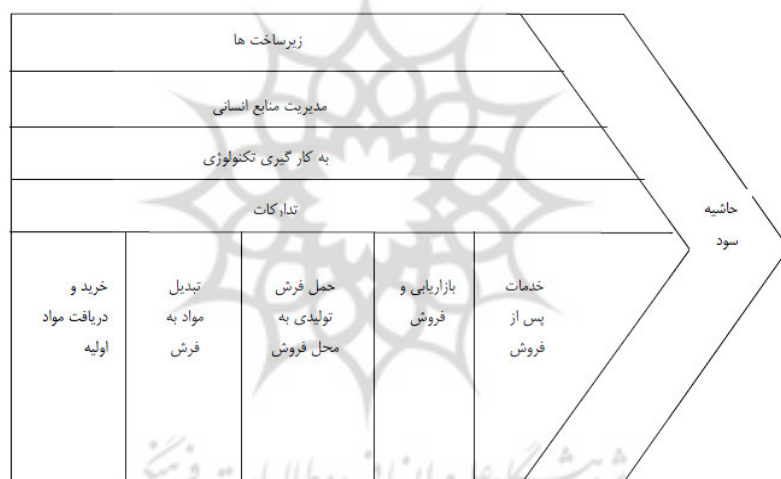 زیرساخت ها
مدیریت منابع انسانی
به کار گیری تکنولوژی
تدارکات
حاشیه
سود
خدمات
پس از
فروش
بازاریابی و
فروش
حمل فرش
تولیدی به
محل فروش
تبدیل
مواد به
فرش
خرید و
دریافت مواد
اولیه